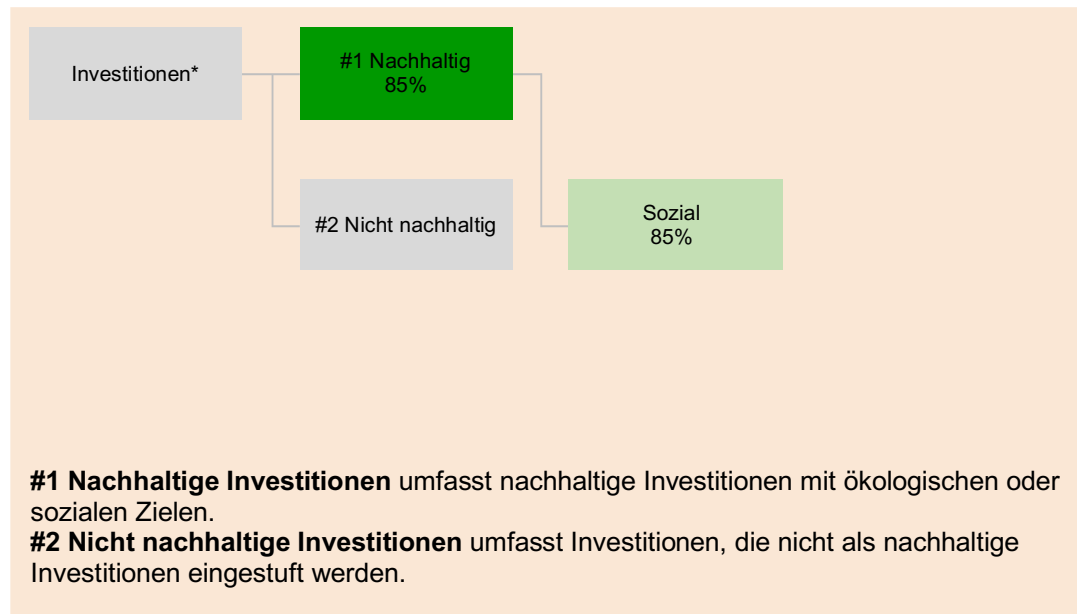 Investitionen*
#1 Nachhaltig
85%
#2 Nicht nachhaltig
Sozial
85%
#1 Nachhaltige Investitionen umfasst nachhaltige Investitionen mit ökologischen oder
sozialen Zielen.
#2 Nicht nachhaltige Investitionen umfasst Investitionen, die nicht als nachhaltige
Investitionen eingestuft werden.